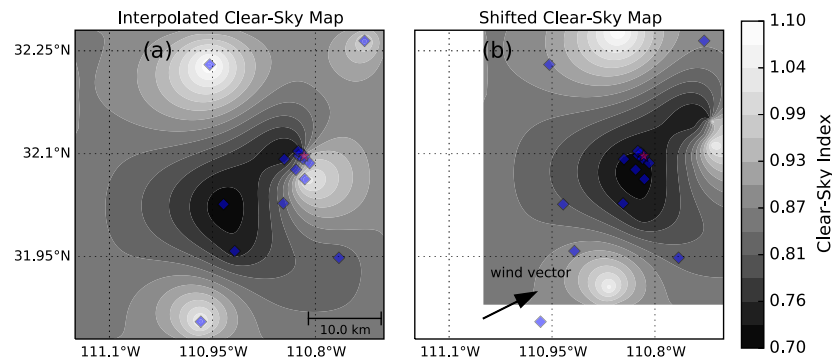 Interpolated Clear-Sky Map
Shifted Clear-Sky Map
(a)
(b)
32.25°N
32.1°N
31.95°N
111.1°W
110.95°W
110.8°W
10.0 km
wind vector
111.1°W
110.95°W
110.8°W
1.10
1.04
0.99
0.93
0.87
0.81
0.76
0.70
Clear-Sky Index